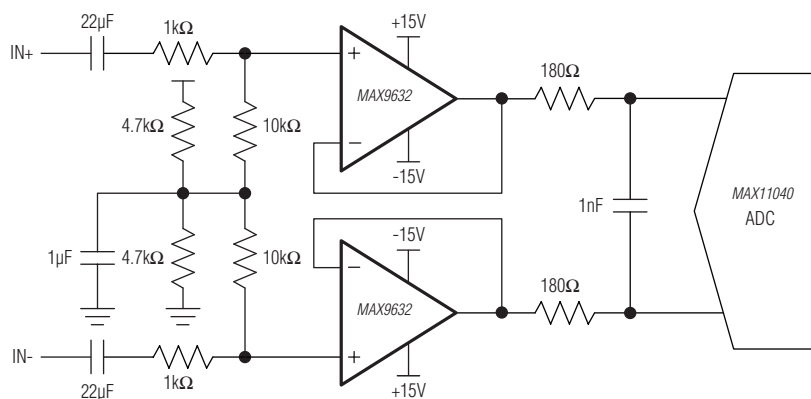 22µF
1kΩ
IN+
+15V
MAX9632
-15V
180Ω
4.7kΩ
10kΩ
1nF
MAX11040
ADC
1µF
4.7kΩ
10kΩ
-15V
MAX9632
+15V
180Ω
IN-
22µF
1kΩ
+
−
−
+